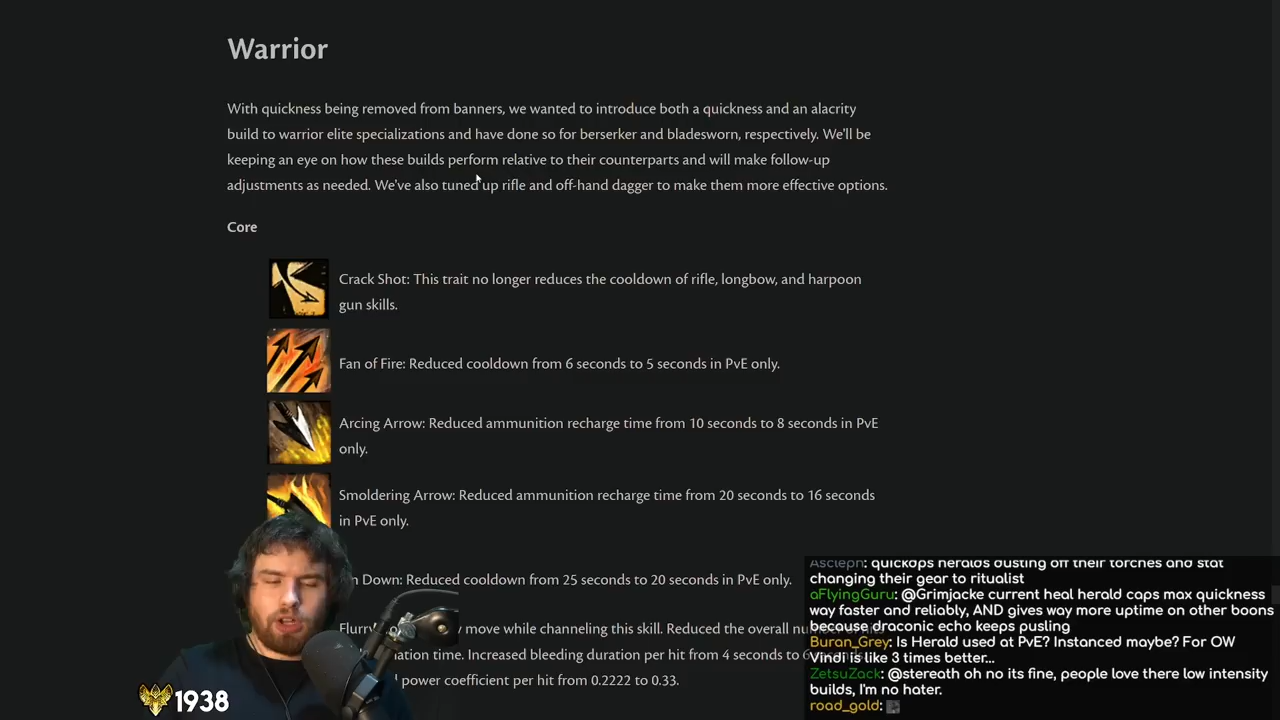 Warrior
With quickness being removed from banners, we wanted to introduce both a quickness and an alacrity
build to warrior elite specializations and have done so for berserker and bladesworn, respectively. We'll be
keeping an eye on how these builds perform relative to their counterparts and will make follow-up
adjustments as needed. We've also tuned up rifle and off-hand dagger to make them more effective options.
Core
Crack Shot: This trait no longer reduces the cooldown of rifle, longbow, and harpoon
gun skills.
Fan of Fire: Reduced cooldown from 6 seconds to 5 seconds in PvE only.
Arcing Arrow: Reduced ammunition recharge time from 10 seconds to 8 seconds in PvE
only.
Smoldering Arrow: Reduced ammunition recharge time from 20 seconds to 16 seconds
in PvE only.
Down: Reduced cooldown from 25 seconds to 20 seconds in PvE only.
Flurry move while channeling this skill. Reduced the overall
time. Increased bleeding duration per hit from 4 seconds to 6
power coefficient per hit from 0.2222 to 0.33.
1938
Ascleph: quickdps heralds dusting off their torches and stat
changing their gear to ritualist
aFlyingGuru: @Grimjacke current heal herald caps max quickness
way faster and reliably, AND gives way more uptime on other boons
because draconic echo keeps pusling
Buran_Grey: Is Herald used at PvE? Instanced maybe? For OW
Vindi is like 3 times better...
ZetsuZack: @stereath oh no its fine, people love there low intensity
builds, I'm no hater.
road_gold: